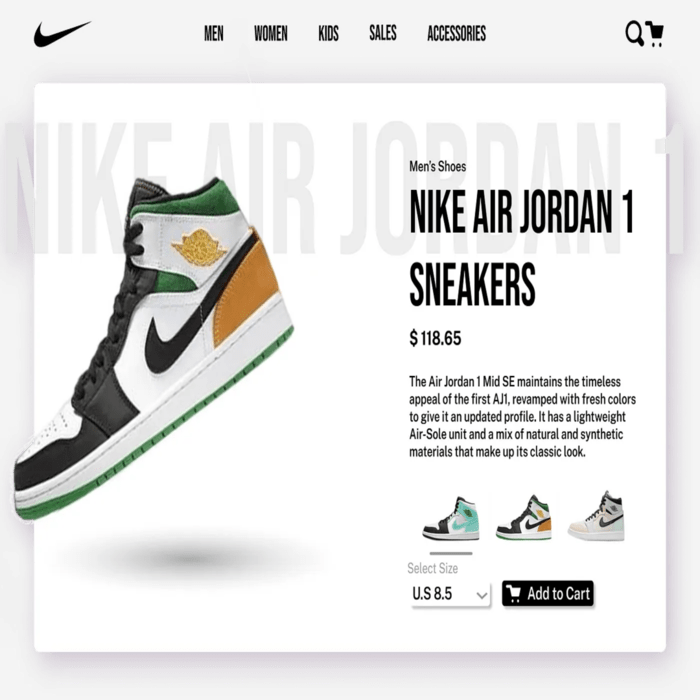 MEN WOMEN KIDS SALES ACCESSORIES
NIKE AIR JORDAN 1
Men's Shoes
NIKE AIR JORDAN 1
SNEAKERS
$ 118.65
The Air Jordan 1 Mid SE maintains the timeless
appeal of the first AJ1, revamped with fresh colors
to give it an updated profile. It has a lightweight
Air-Sole unit and a mix of natural and synthetic
materials that make up its classic look.
Select Size
U.S 8.5
Add to Cart